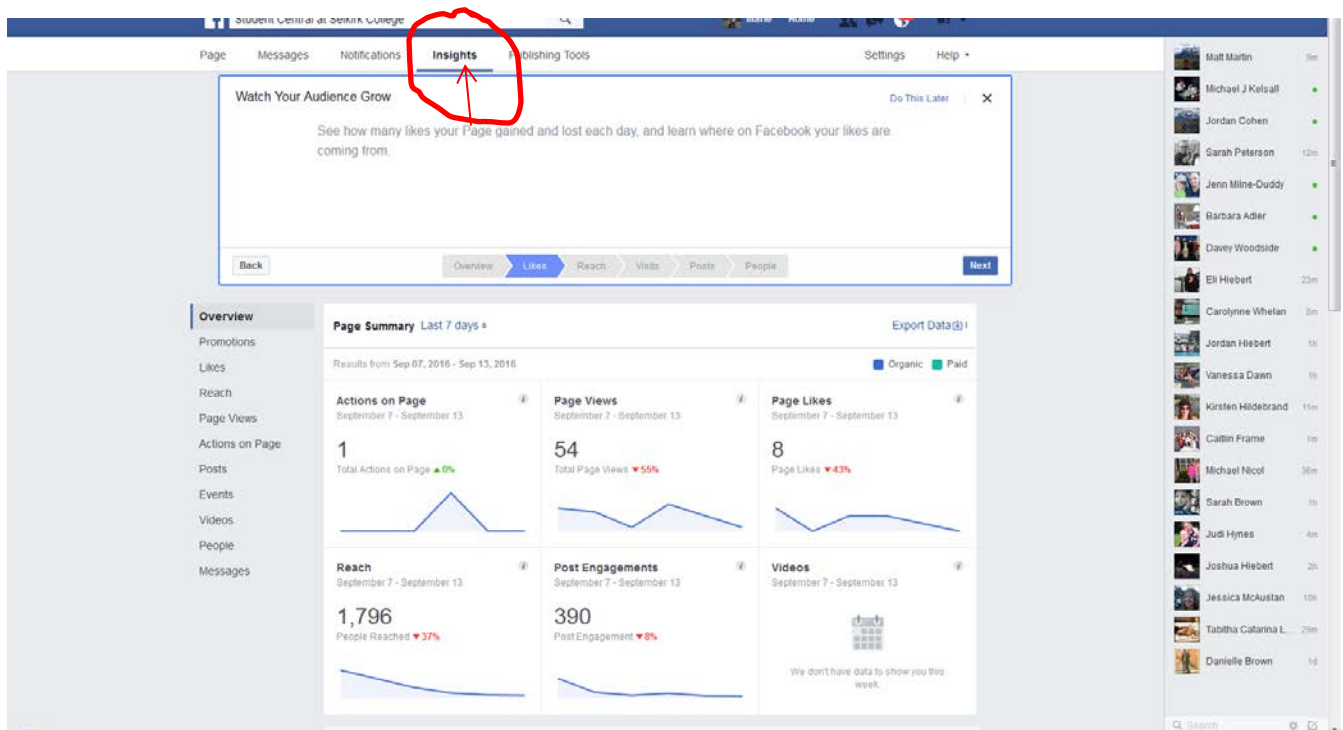 Student Central at Selkirk College
Marie Home
Page Messages Notifications Insights Publishing Tools Settings Help
Watch Your Audience Grow Do This Later
See how many likes your Page gained and lost each day, and learn where on Facebook your likes are
coming from.
Back Overview Likes Reach Visits Posts People Next
Overview
Promotions
Likes
Reach
Page Views
Actions on Page
Posts
Events
Videos
People
Messages
Page Summary Last 7 days Export Data
Results from Sep 07, 2016 - Sep 13, 2016 Organic Paid
Actions on Page
September 7 - September 13
1
Total Actions on Page ▲0%
Page Views
September 7 - September 13
54
Total Page Views ▼55%
Page Likes
September 7 - September 13
8
Page Likes ▼43%
Reach
September 7 - September 13
1,796
People Reached ▼37%
Post Engagements
September 7 - September 13
390
Post Engagement ▼8%
Videos
September 7 - September 13
We don't have data to show you this
week.
Matt Martin 9m
Michael J Kelsall
Jordan Cohen
Sarah Peterson 12m
Jenn Milne-Duddy
Barbara Adler
Davey Woodside
Eli Hiebert 23m
Carolynne Whelan 8m
Jordan Hiebert 1h
Vanessa Dawn 1h
Kirsten Hildebrand 11m
Caitlin Frame 1m
Michael Nicol 36m
Sarah Brown 1h
Judi Hynes 4m
Joshua Hiebert 2h
Jessica McAuslan 10h
Tabitha Catarina L... 29m
Danielle Brown 1d
Search